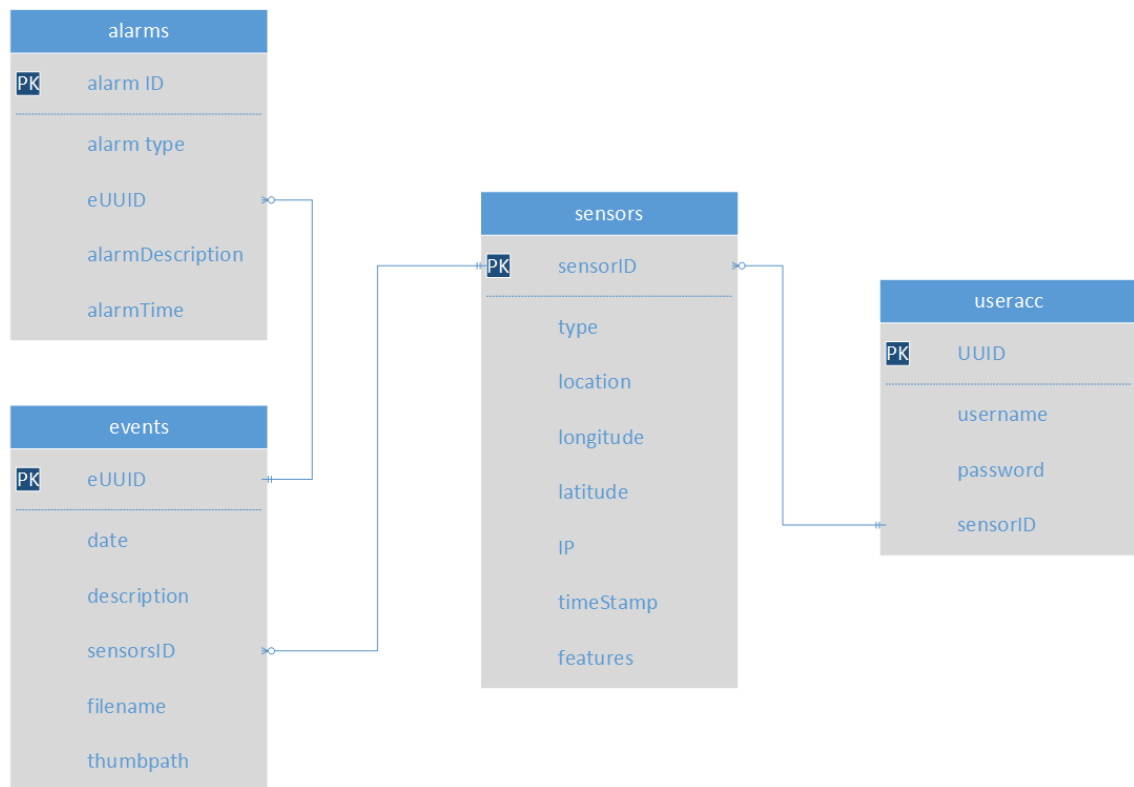 alarms
PK alarm ID
alarm type
eUUID
alarmDescription
alarmTime
events
PK eUUID
date
description
sensorsID
filename
thumbpath
sensors
PK sensorID
type
location
longitude
latitude
IP
timeStamp
features
useracc
PK UUID
username
password
sensorID